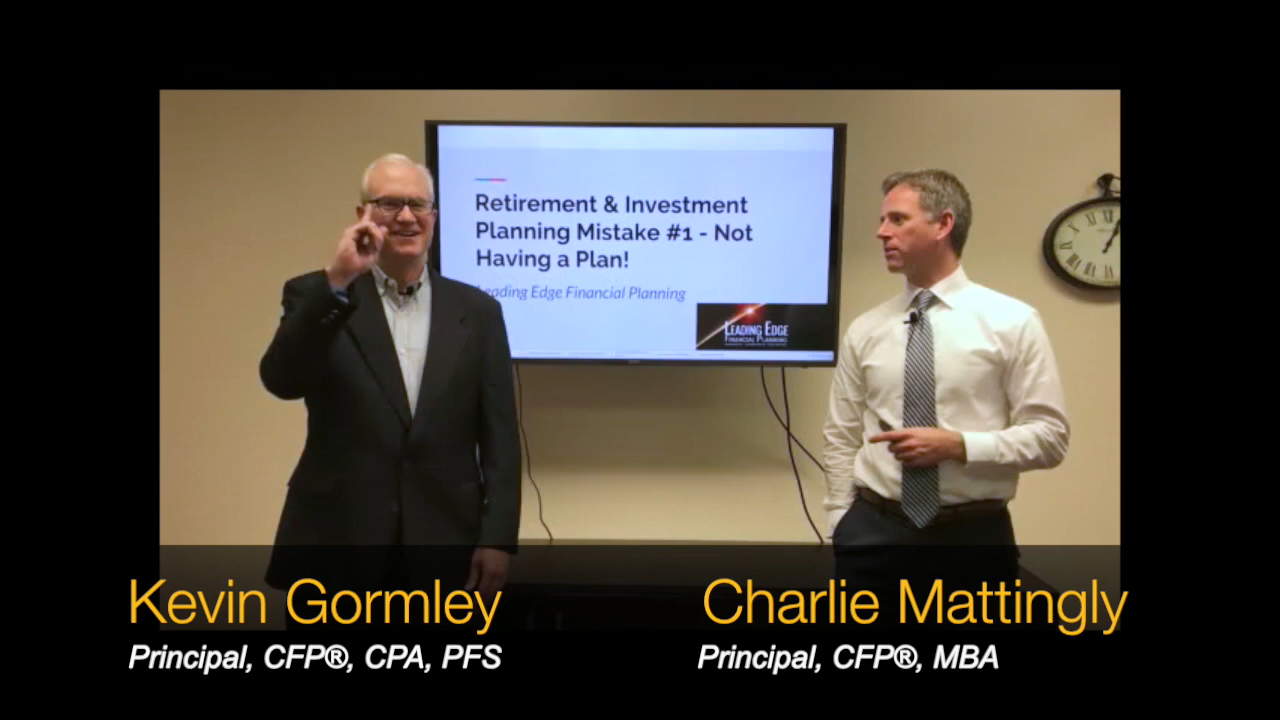 Retirement & Investment
Planning Mistake #1 - Not
Having a Plan!
Leading Edge Financial Planning
LEADING EDGE
FINANCIAL PLANNING
Kevin Gormley
Principal, CFP®, CPA, PFS
Charlie Mattingly
Principal, CFP®, MBA